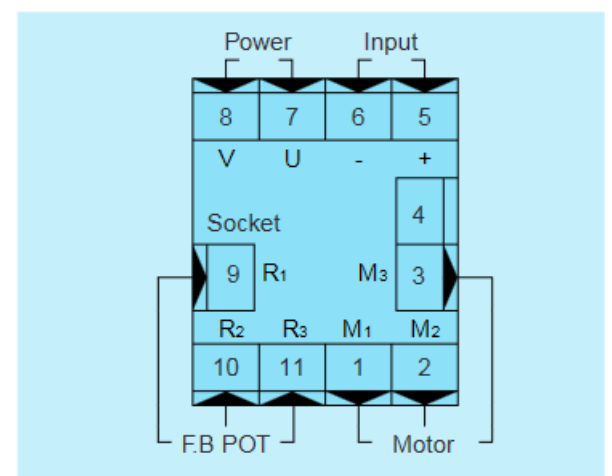 Power Input
8 7 6 5
V U - +
4
Socket
9 R₁ M₃ 3
R₂ R₃ M₁ M₂
10 11 1 2
F.B POT Motor